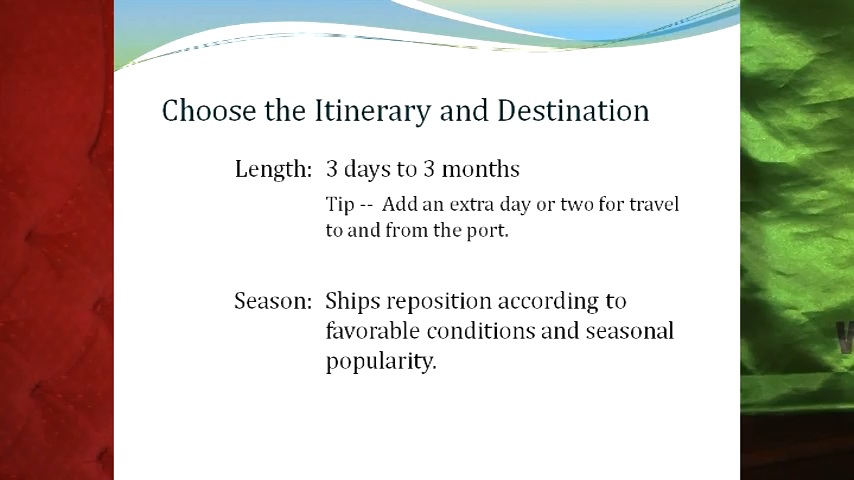 Choose the Itinerary and Destination
Length: 3 days to 3 months
Tip -- Add an extra day or two for travel
to and from the port.
Season: Ships reposition according to
favorable conditions and seasonal
popularity.